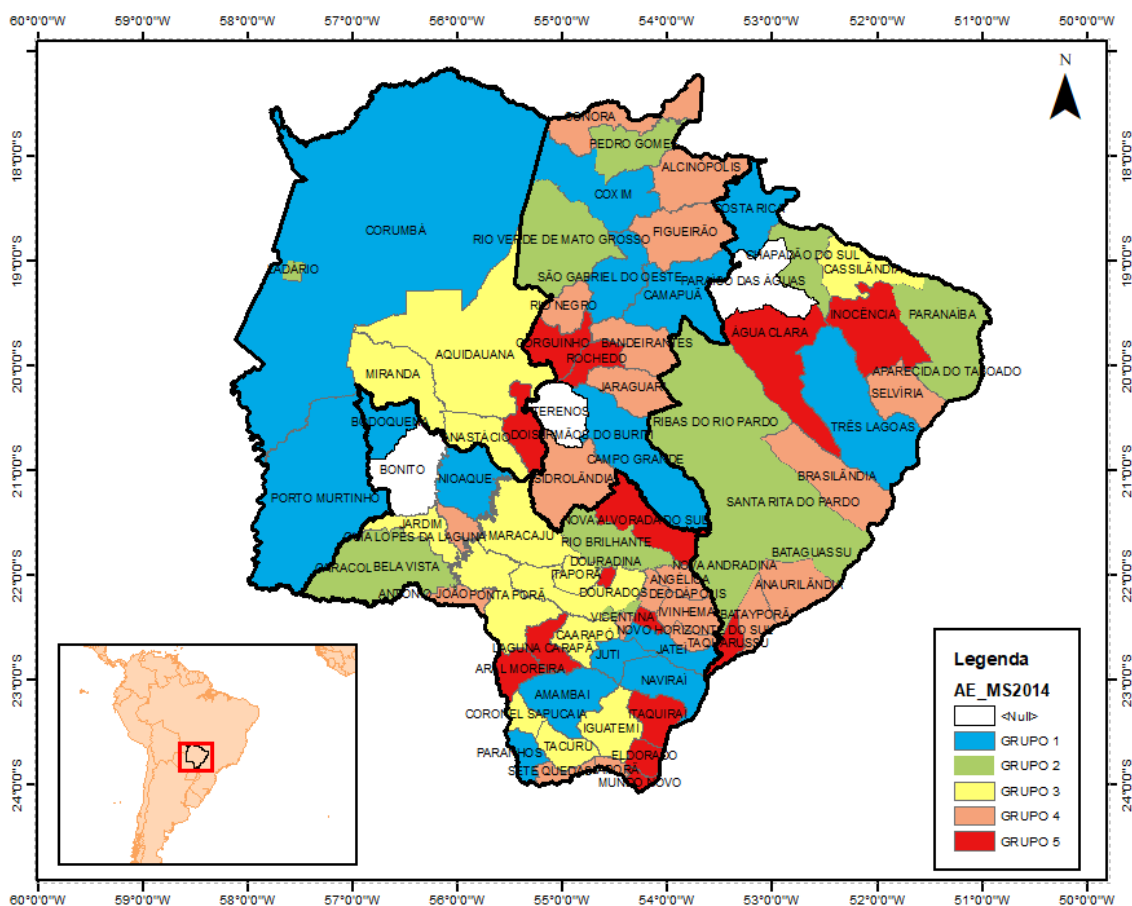 60°0'0"W 59°0'0"W 58°0'0"W 57°0'0"W 56°0'0"W 55°0'0"W 54°0'0"W 53°0'0"W 52°0'0"W 51°0'0"W 50°0'0"W
N
18°0'0"S 18°0'0"S
19°0'0"S 19°0'0"S
20°0'0"S 20°0'0"S
21°0'0"S 21°0'0"S
22°0'0"S 22°0'0"S
23°0'0"S 23°0'0"S
24°0'0"S 24°0'0"S
SONORA
PEDRO GOMES
ALCINÓPOLIS
COXIM
COSTA RICA
CORUMBÁ
FIGUEIRÃO
RIO VERDE DE MATO GROSSO
CHAPADÃO DO SUL
LADÁRIO
CASSILÂNDIA
SÃO GABRIEL DO OESTE
PARAÍSO DAS ÁGUAS
CAMAPUÃ
RIO NEGRO
INOCÊNCIA
PARANAÍBA
ÁGUA CLARA
CORGUINHO
BANDEIRANTES
AQUIDAUANA
ROCHEDO
MIRANDA
APARECIDA DO TABOADO
JARAGUARI
SELVÍRIA
TERENOS
BODOQUENA
RIBAS DO RIO PARDO
TRÊS LAGOAS
ANASTÁCIO
DOIS IRMÃOS DO BURITI
CAMPO GRANDE
BONITO
NIOAQUE
SIDROLÂNDIA
BRASILÂNDIA
PORTO MURTINHO
SANTA RITA DO PARDO
JARDIM
NOVA ALVORADA DO SUL
GUIA LOPES DA LAGUNA
MARACAJU
RIO BRILHANTE
BATAGUASSU
CARACOL
BELA VISTA
DOURADINA
NOVA ANDRADINA
ITAPORÃ
ANGÉLICA
ANAURILÂNDIA
ANTÔNIO JOÃO
PONTA PORÃ
DOURADOS
DEODÁPOLIS
IVINHEMA
BATAYPORÃ
VICENTINA
CAARAPÓ
NOVO HORIZONTE DO SUL
TAQUARUSSU
LAGUNA CARAPÃ
JUTI
JATEÍ
ARAL MOREIRA
NAVIRAÍ
AMAMBAI
CORONEL SAPUCAIA
ITAQUIRAÍ
IGUATEMI
PARANHOS
TACURU
ELDORADO
SETE QUEDAS
JAPORÃ
MUNDO NOVO
Legenda
AE_MS2014
<Null>
GRUPO 1
GRUPO 2
GRUPO 3
GRUPO 4
GRUPO 5
60°0'0"W 59°0'0"W 58°0'0"W 57°0'0"W 56°0'0"W 55°0'0"W 54°0'0"W 53°0'0"W 52°0'0"W 51°0'0"W 50°0'0"W